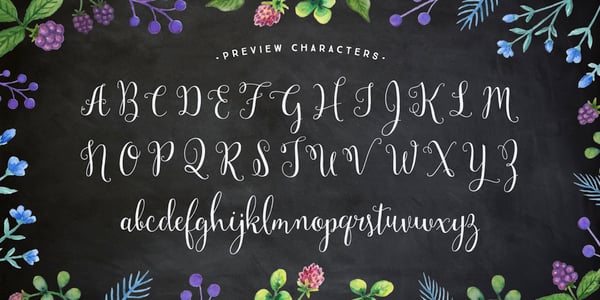 • PREVIEW CHARACTERS •
A B C D E F G H I J K L M
N O P Q R S T U V W X Y Z
abcdefghijklmnopqrstuvwxyz